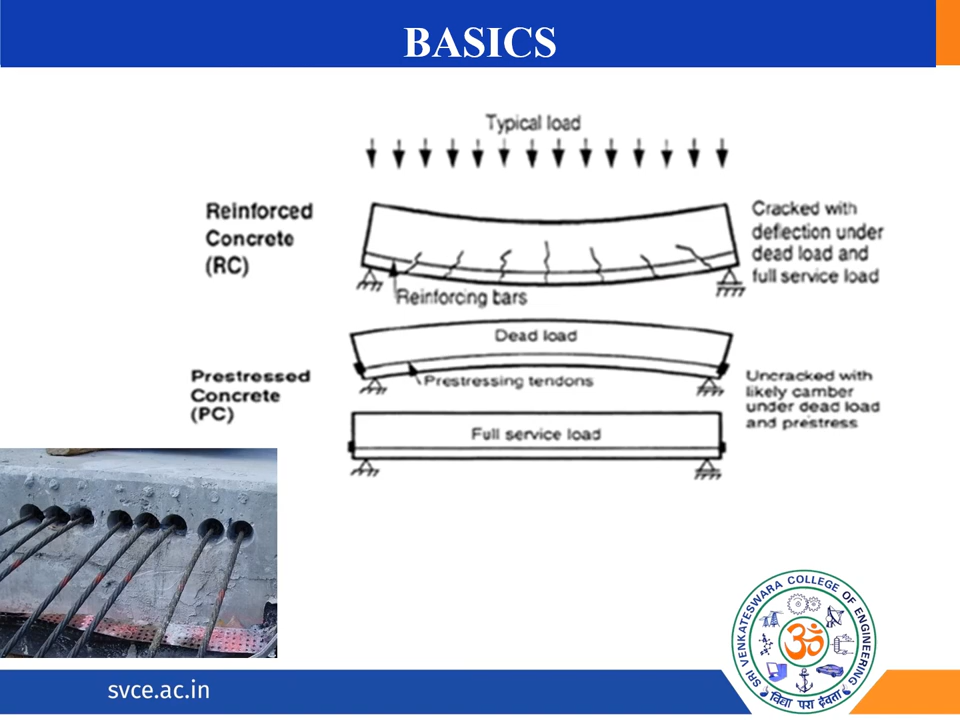 BASICS
Typical load
Reinforced
Concrete
(RC)
Cracked with
deflection under
dead load and
full service load
Reinforcing bars
Dead load
Prestressing tendons
Prestressed
Concrete
(PC)
Uncracked with
likely camber
under dead load
and prestress
Full service load
SRI VENKATESWARA COLLEGE OF ENGINEERING
ॐ
विद्या परा देवता
svce.ac.in